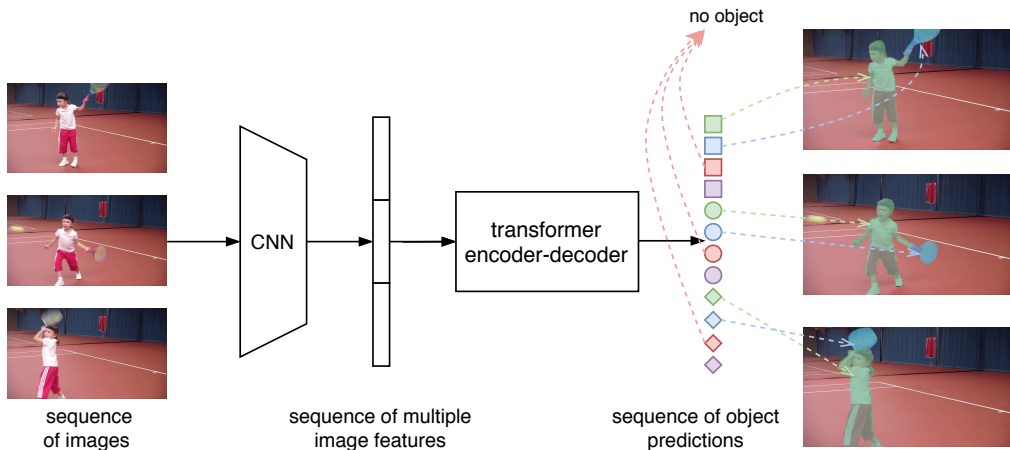 no object
CNN
transformer
encoder-decoder
sequence
of images
sequence of multiple
image features
sequence of object
predictions